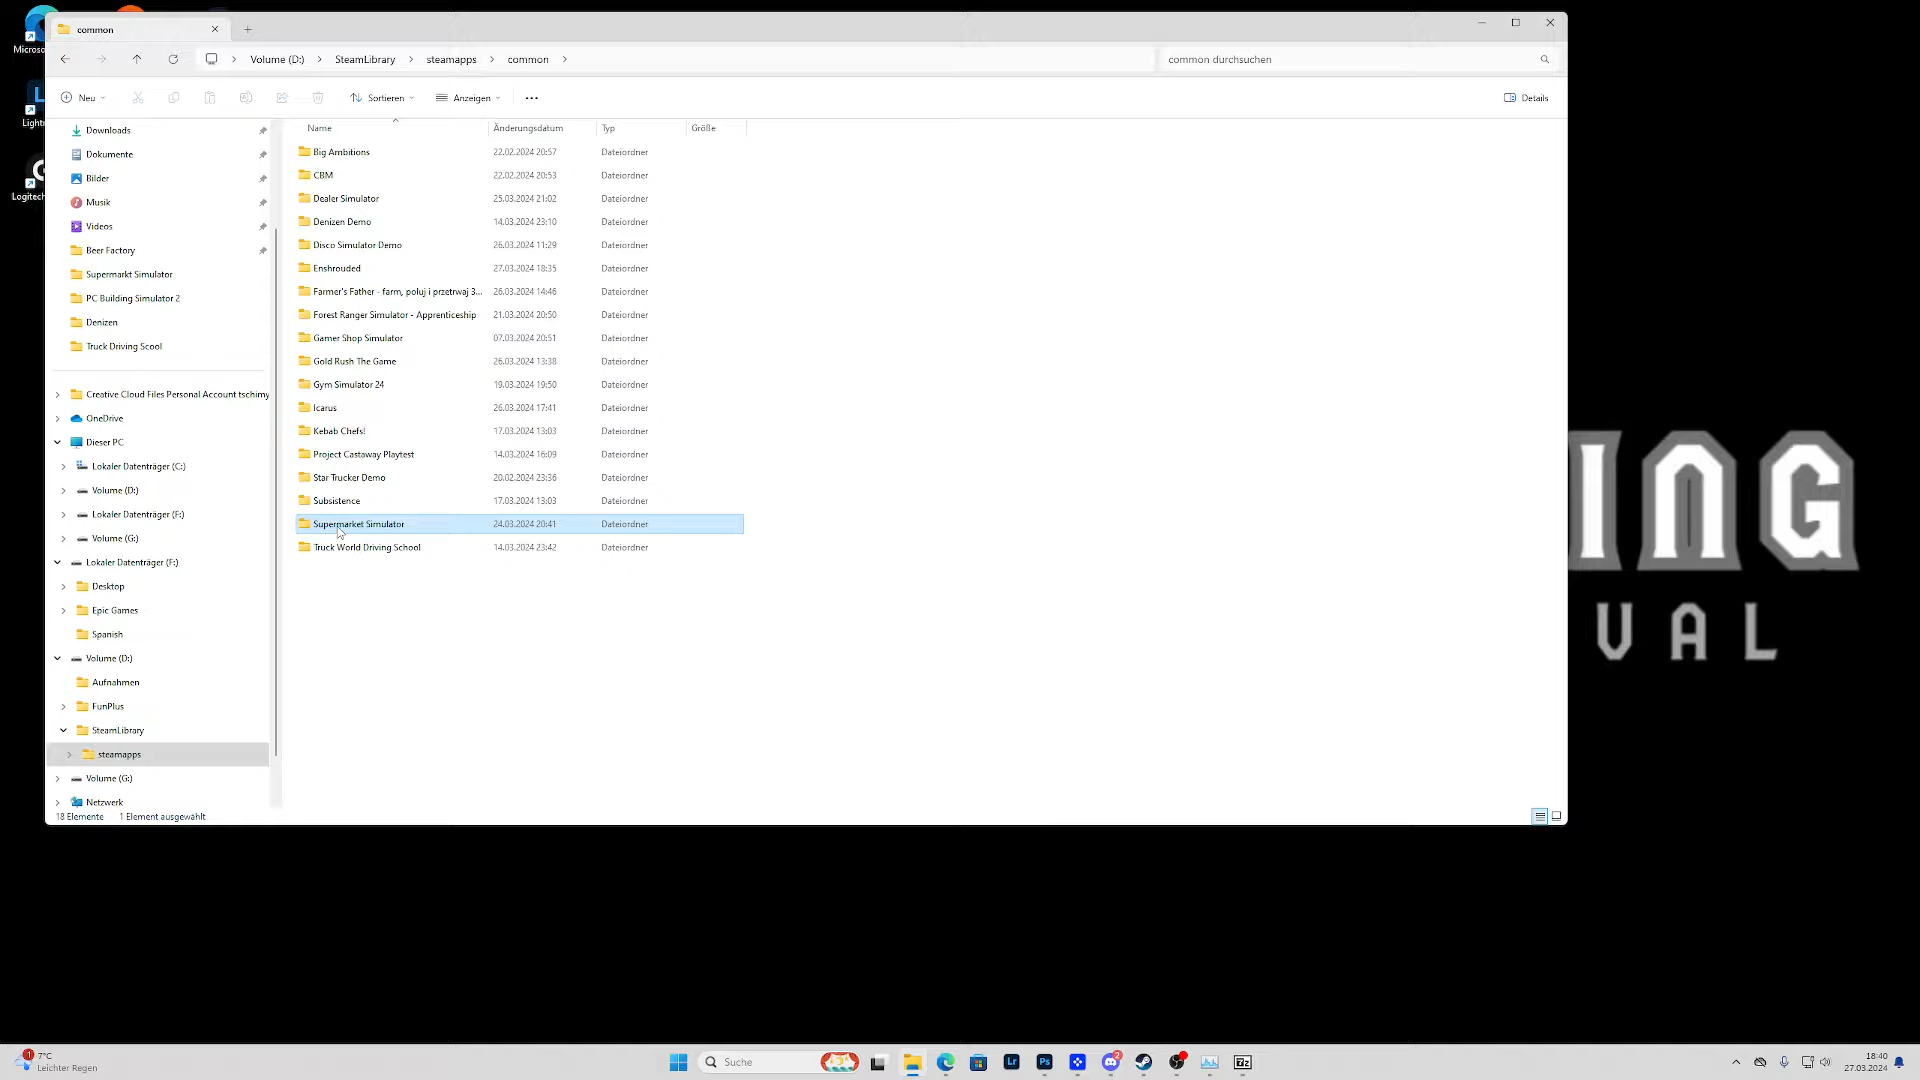 Microso
common
Volume (D:) > SteamLibrary > steamapps > common >
common durchsuchen
Neu
Sortieren
Anzeigen
Details
Lightr
Logitech
Downloads
Dokumente
Bilder
Musik
Videos
Beer Factory
Supermarkt Simulator
PC Building Simulator 2
Denizen
Truck Driving Scool
Creative Cloud Files Personal Account tschimy
OneDrive
Dieser PC
Lokaler Datenträger (C:)
Volume (D:)
Lokaler Datenträger (F:)
Volume (G:)
Lokaler Datenträger (F:)
Desktop
Epic Games
Spanish
Volume (D:)
Aufnahmen
FunPlus
SteamLibrary
steamapps
Volume (G:)
Netzwerk
18 Elemente 1 Element ausgewählt
Name Änderungsdatum Typ Größe
Big Ambitions 22.02.2024 20:57 Dateiordner
CBM 22.02.2024 20:53 Dateiordner
Dealer Simulator 25.03.2024 21:02 Dateiordner
Denizen Demo 14.03.2024 23:10 Dateiordner
Disco Simulator Demo 26.03.2024 11:29 Dateiordner
Enshrouded 27.03.2024 18:35 Dateiordner
Farmer's Father - farm, poluj i przetrwaj 3... 26.03.2024 14:46 Dateiordner
Forest Ranger Simulator - Apprenticeship 21.03.2024 20:50 Dateiordner
Gamer Shop Simulator 07.03.2024 20:51 Dateiordner
Gold Rush The Game 26.03.2024 13:38 Dateiordner
Gym Simulator 24 19.03.2024 19:50 Dateiordner
Icarus 26.03.2024 17:41 Dateiordner
Kebab Chefs! 17.03.2024 13:03 Dateiordner
Project Castaway Playtest 14.03.2024 16:09 Dateiordner
Star Trucker Demo 20.02.2024 23:36 Dateiordner
Subsistence 17.03.2024 13:03 Dateiordner
Supermarket Simulator 24.03.2024 20:41 Dateiordner
Truck World Driving School 14.03.2024 23:42 Dateiordner
ING
VAL
1
7°C
Leichter Regen
Suche
Lr
Ps
2
7z
18:40
27.03.2024